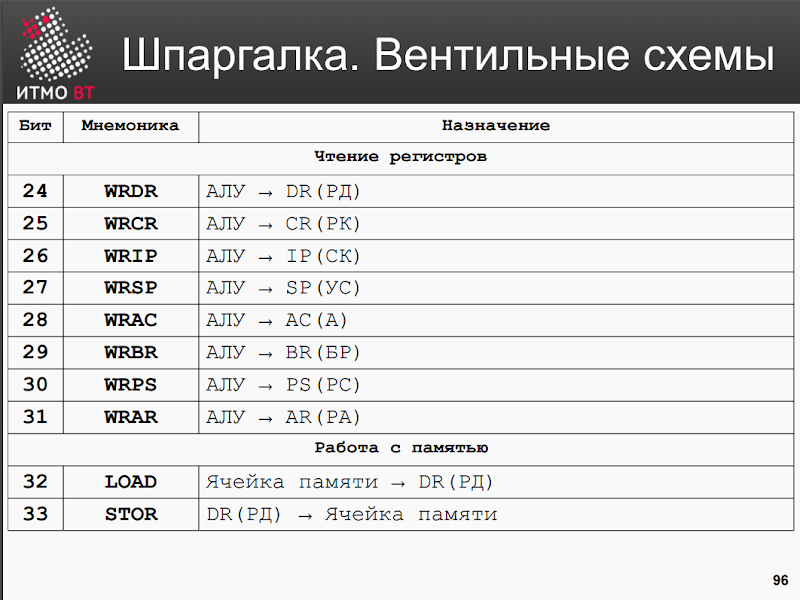 Шпаргалка. Вентильные схемы
ИТМО ВТ
Бит Мнемоника Назначение
Чтение регистров
24 WRDR АЛУ → DR(РД)
25 WRCR АЛУ → CR(РК)
26 WRIP АЛУ → IP(СК)
27 WRSP АЛУ → SP(УС)
28 WRAC АЛУ → AC(А)
29 WRBR АЛУ → BR(БР)
30 WRPS АЛУ → PS(РС)
31 WRAR АЛУ → AR(РА)
Работа с памятью
32 LOAD Ячейка памяти → DR(РД)
33 STOR DR(РД) → Ячейка памяти
96